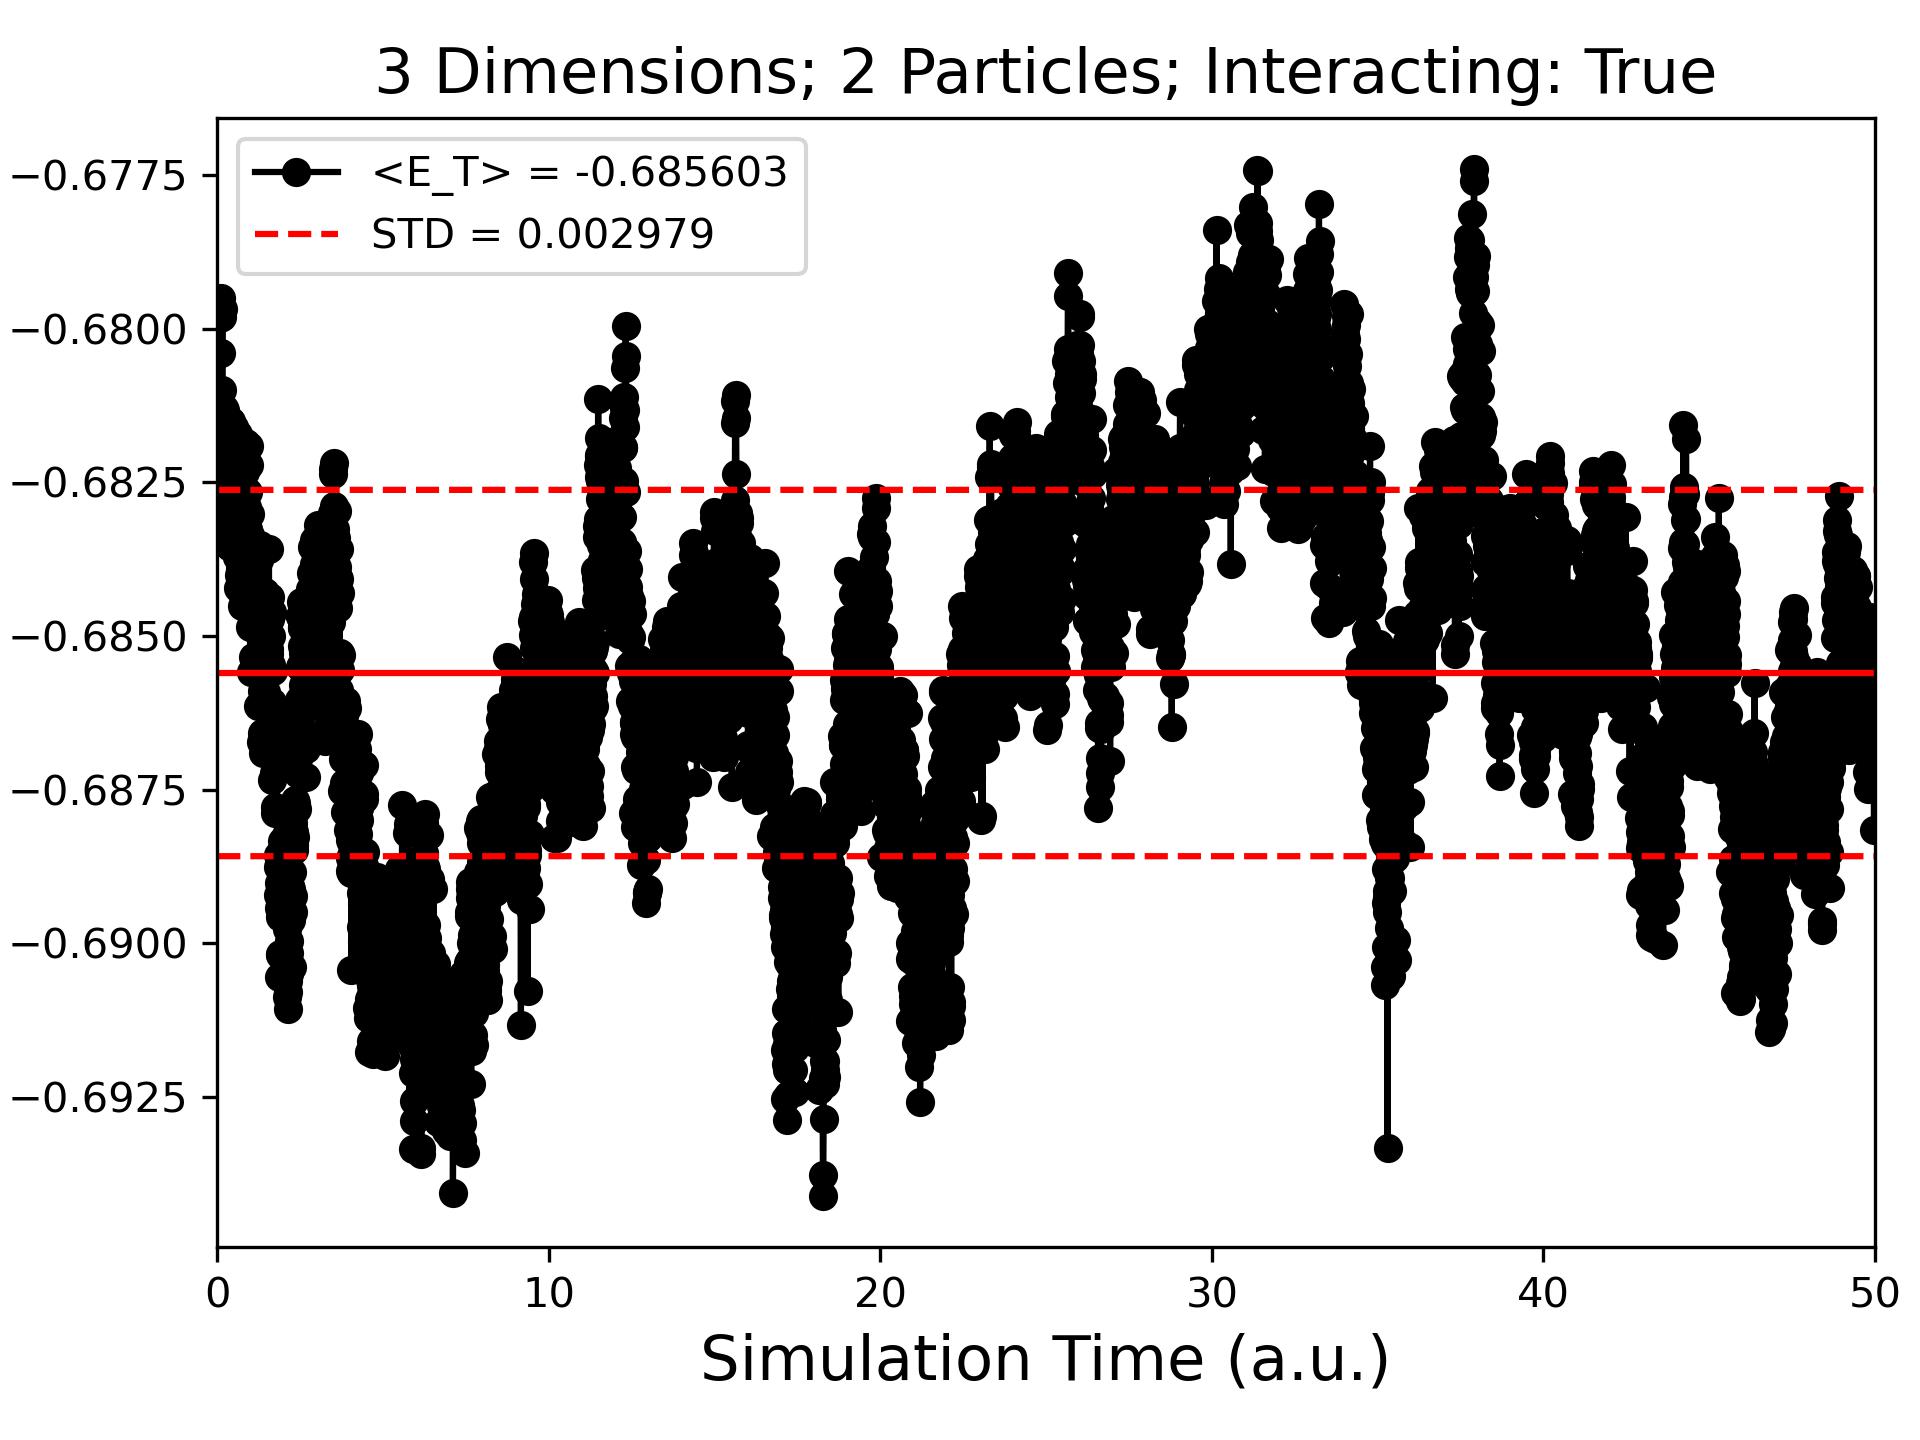 3 Dimensions; 2 Particles; Interacting: True
<E_T> = -0.685603
STD = 0.002979
−0.6775
−0.6800
−0.6825
−0.6850
−0.6875
−0.6900
−0.6925
0 10 20 30 40 50
Simulation Time (a.u.)